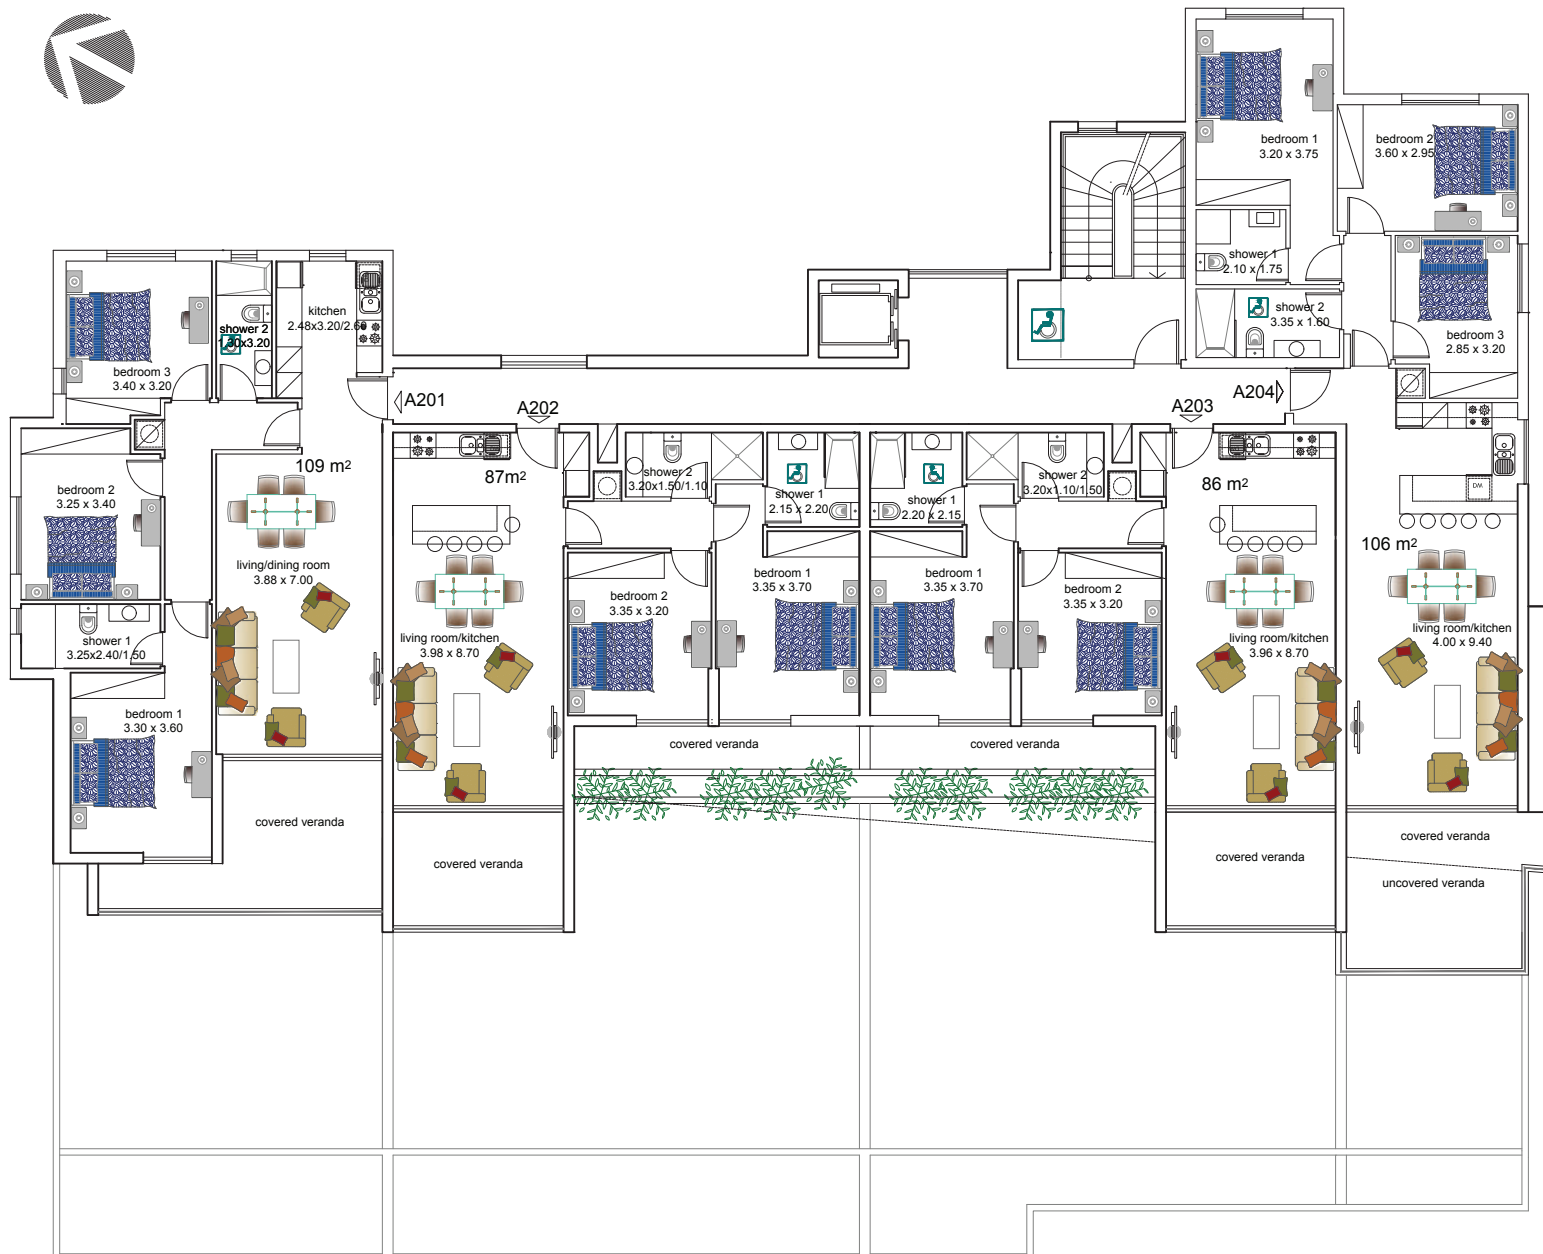 bedroom 1
3.20 x 3.75
bedroom 2
3.60 x 2.95
shower 1
2.10 x 1.75
shower 2
3.35 x 1.60
bedroom 3
2.85 x 3.20
kitchen
2.48x3.20/2.60
shower 2
1.30x3.20
bedroom 3
3.40 x 3.20
A201
A202
A203
A204
109 m²
87m²
86 m²
106 m²
bedroom 2
3.25 x 3.40
shower 2
3.20x1.50/1.10
shower 1
2.15 x 2.20
shower 1
2.20 x 2.15
shower 2
3.20x1.10/1.50
DW
living/dining room
3.88 x 7.00
bedroom 2
3.35 x 3.20
bedroom 1
3.35 x 3.70
bedroom 1
3.35 x 3.70
bedroom 2
3.35 x 3.20
shower 1
3.25x2.40/1.50
living room/kitchen
3.98 x 8.70
living room/kitchen
3.96 x 8.70
living room/kitchen
4.00 x 9.40
bedroom 1
3.30 x 3.60
covered veranda
covered veranda
covered veranda
covered veranda
covered veranda
covered veranda
uncovered veranda